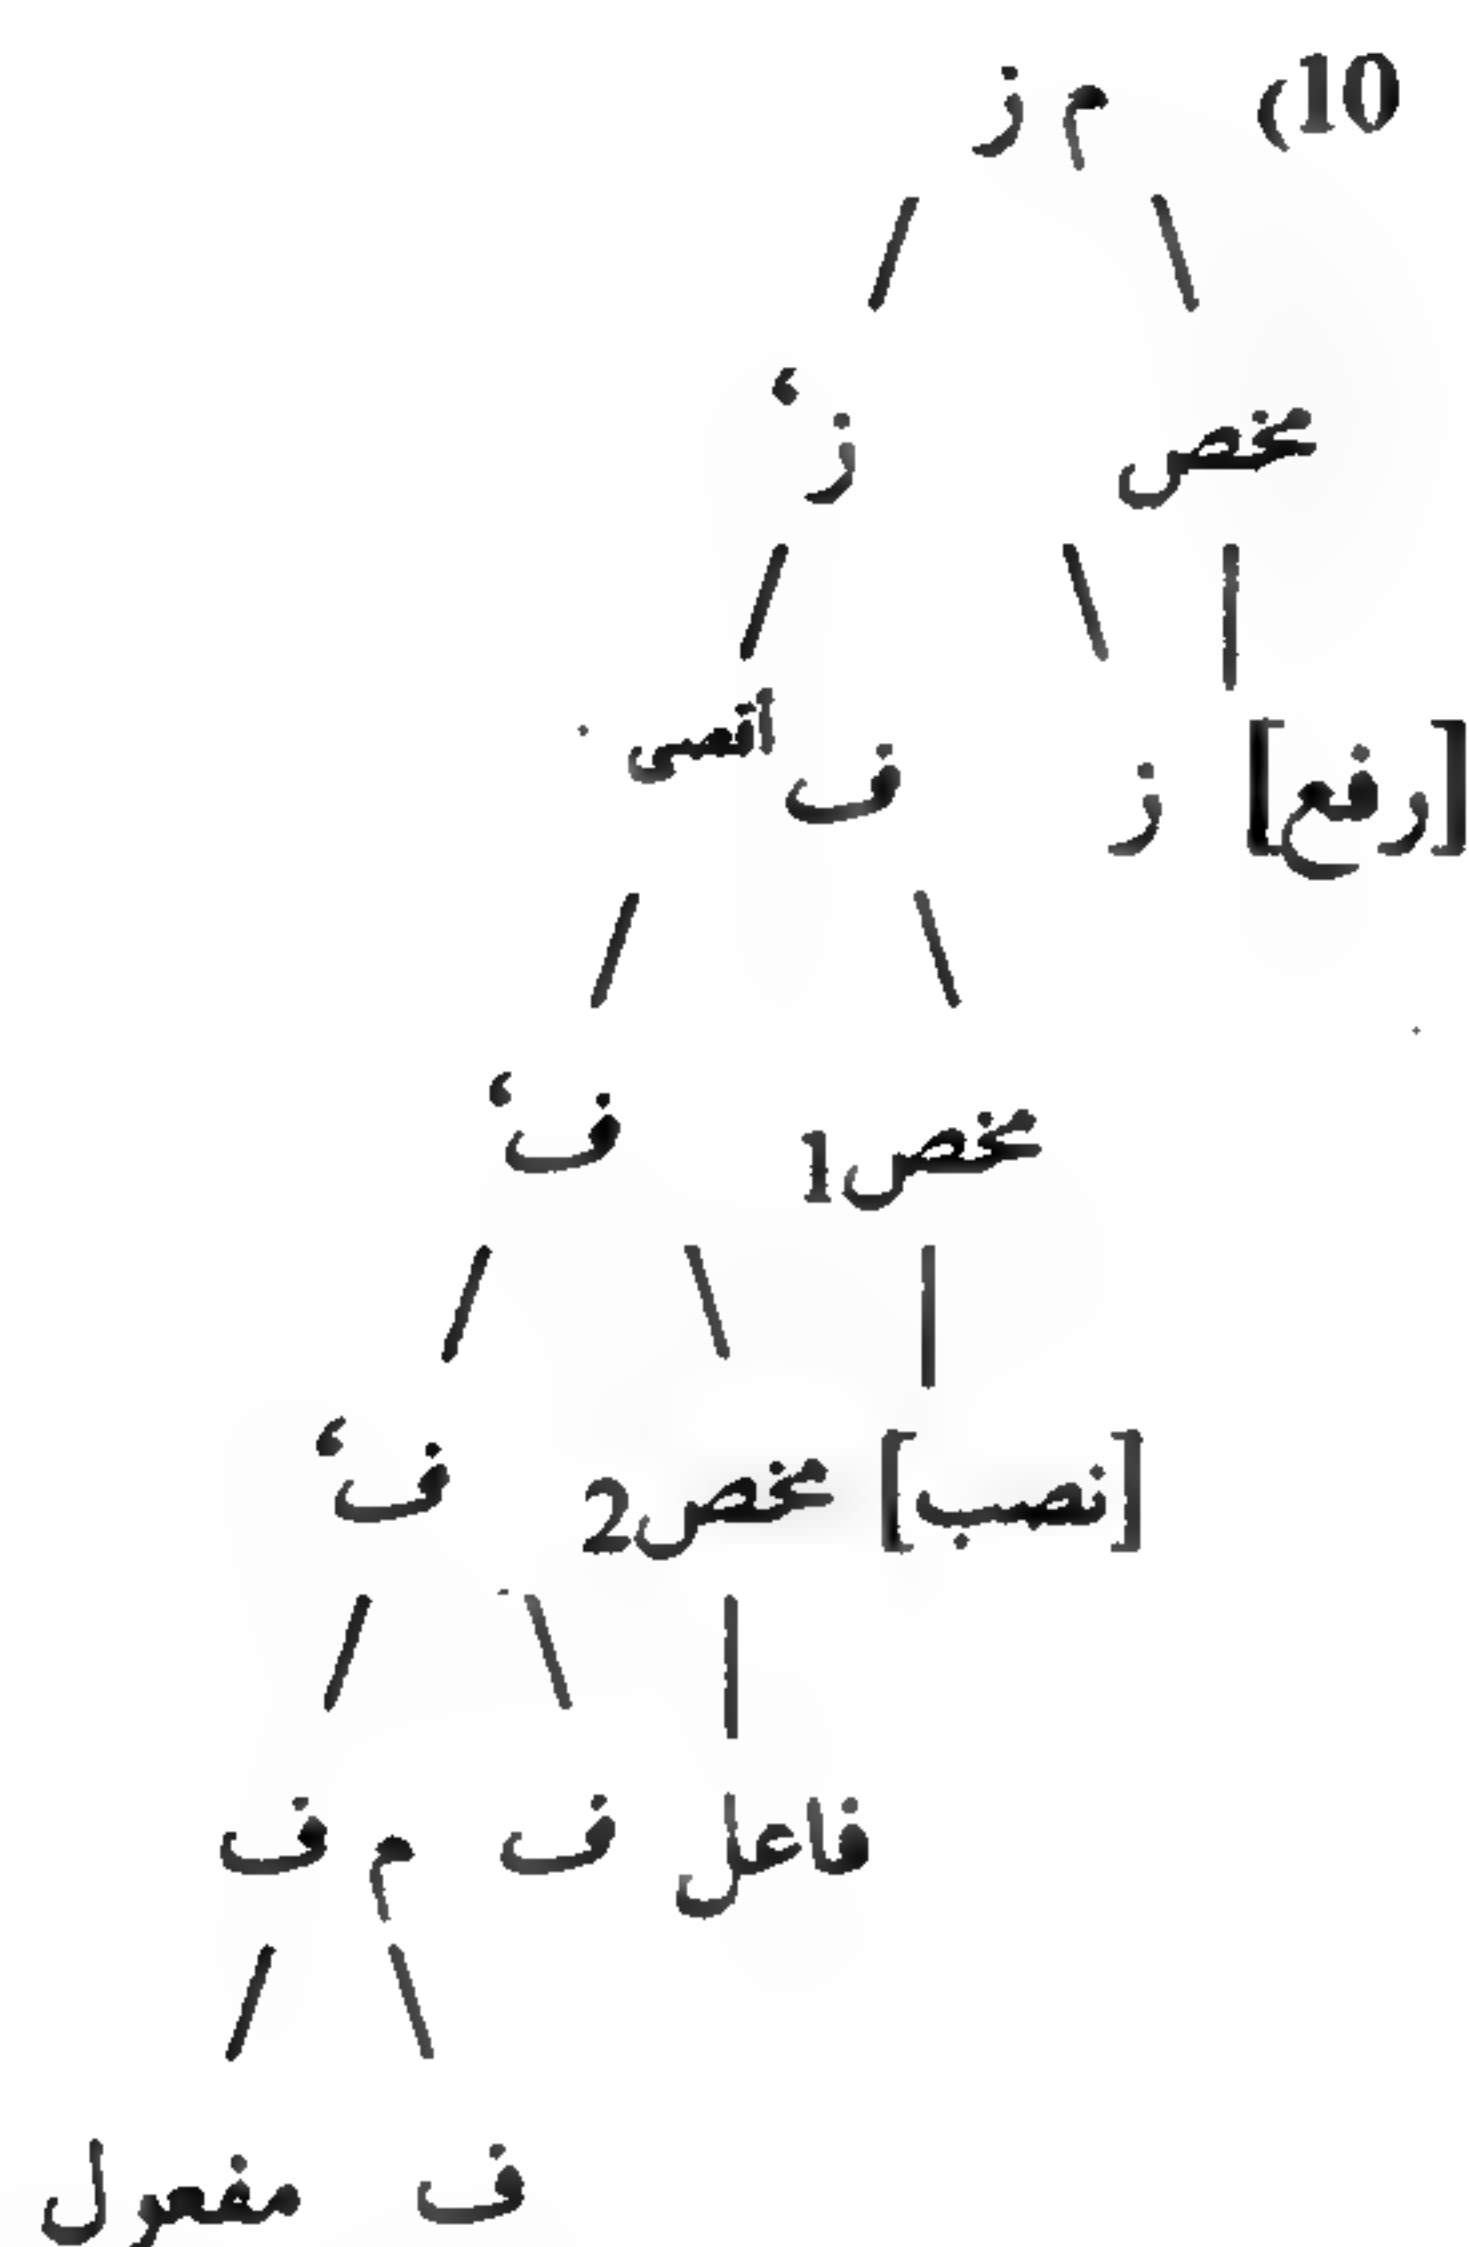 10) م ز
مخص ز‘
[رفع] ز ف أقصى
مخص1 ف‘
[نصب] مخص2 ف‘
فاعل ف م ف
ف مفعول